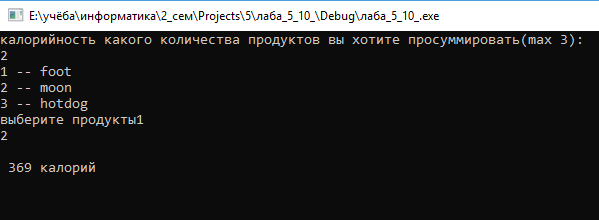 E:\учёба\информатика\2_сем\Projects\5\лаба_5_10_\Debug\лаба_5_10_.exe
калорийность какого количества продуктов вы хотите просуммировать(max 3):
2
1 -- foot
2 -- moon
3 -- hotdog
выберите продукты1
2
369 калорий